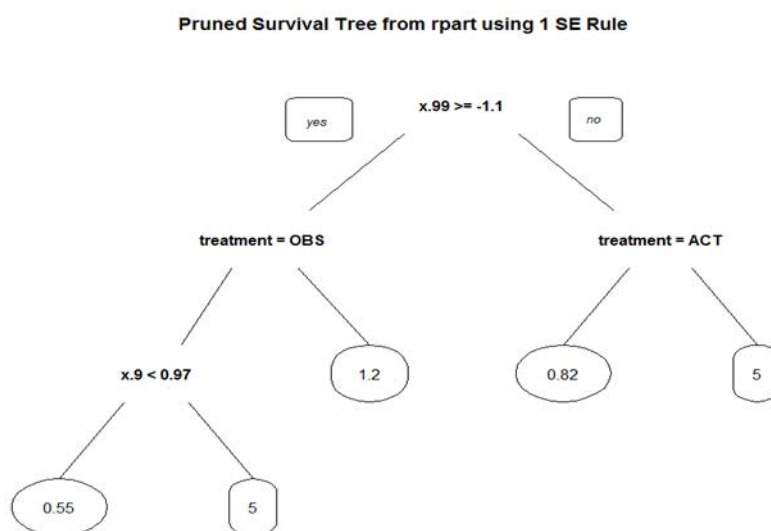 Pruned Survival Tree from rpart using 1 SE Rule
x.99 >= -1.1
yes
no
treatment = OBS
treatment = ACT
x.9 < 0.97
1.2
0.82
5
0.55
5